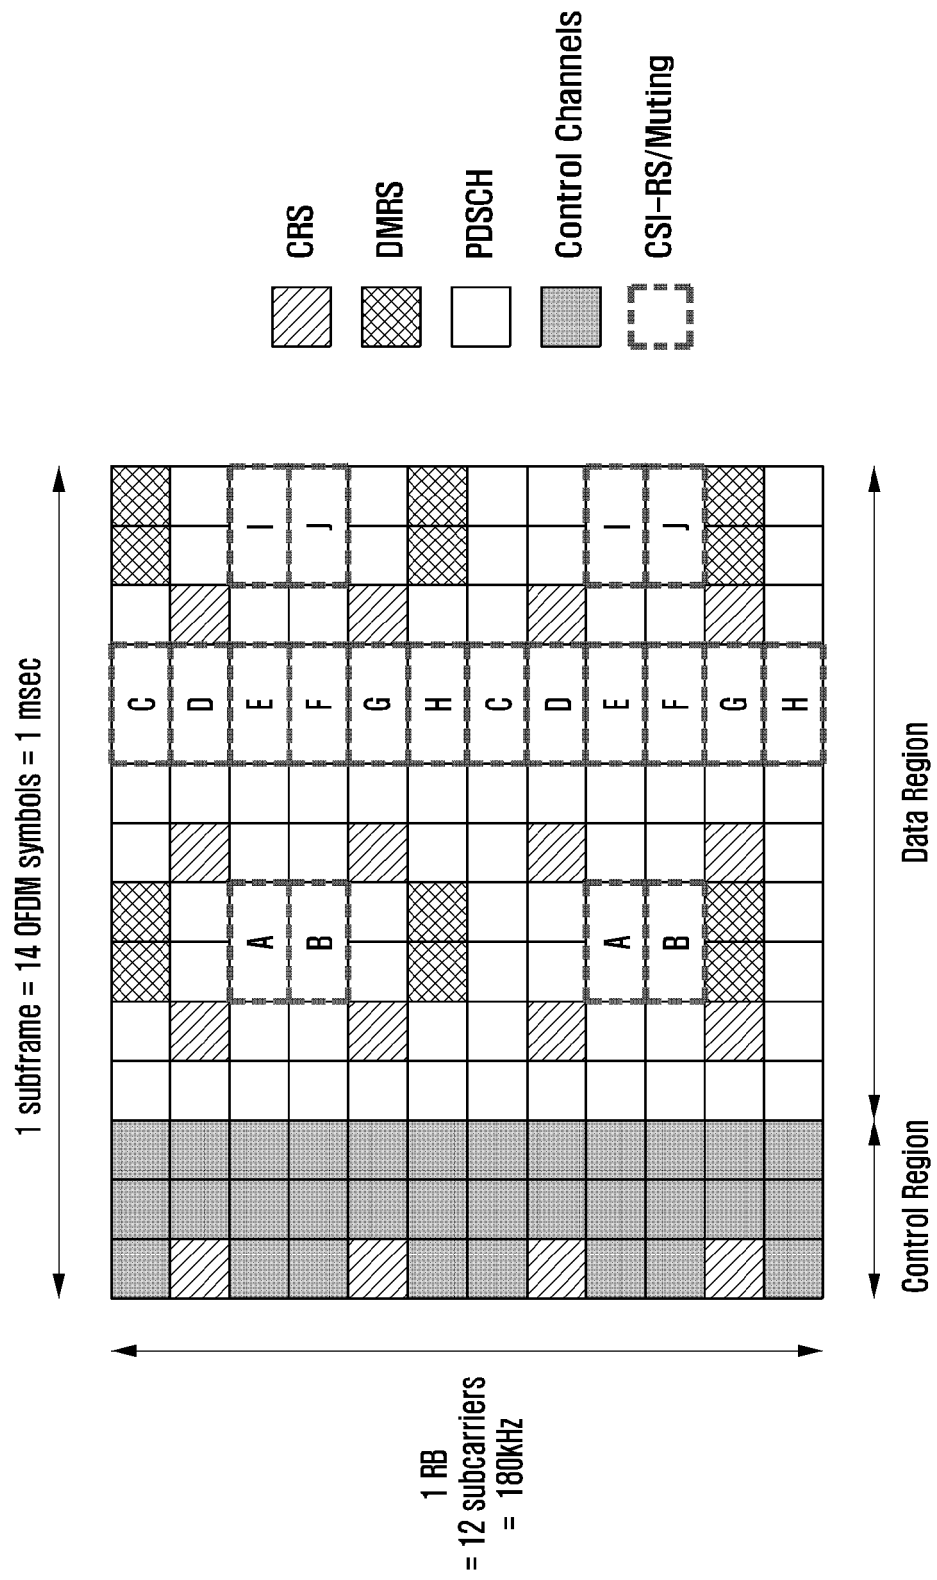 1 subframe = 14 OFDM symbols = 1 msec
1 RB
= 12 subcarriers
= 180KHz
C
D
A E I
B F J
G
H
C
D
A E I
B F J
G
H
Control Region
Data Region
CRS
DMRS
PDSCH
Control Channels
CSI-RS/Muting